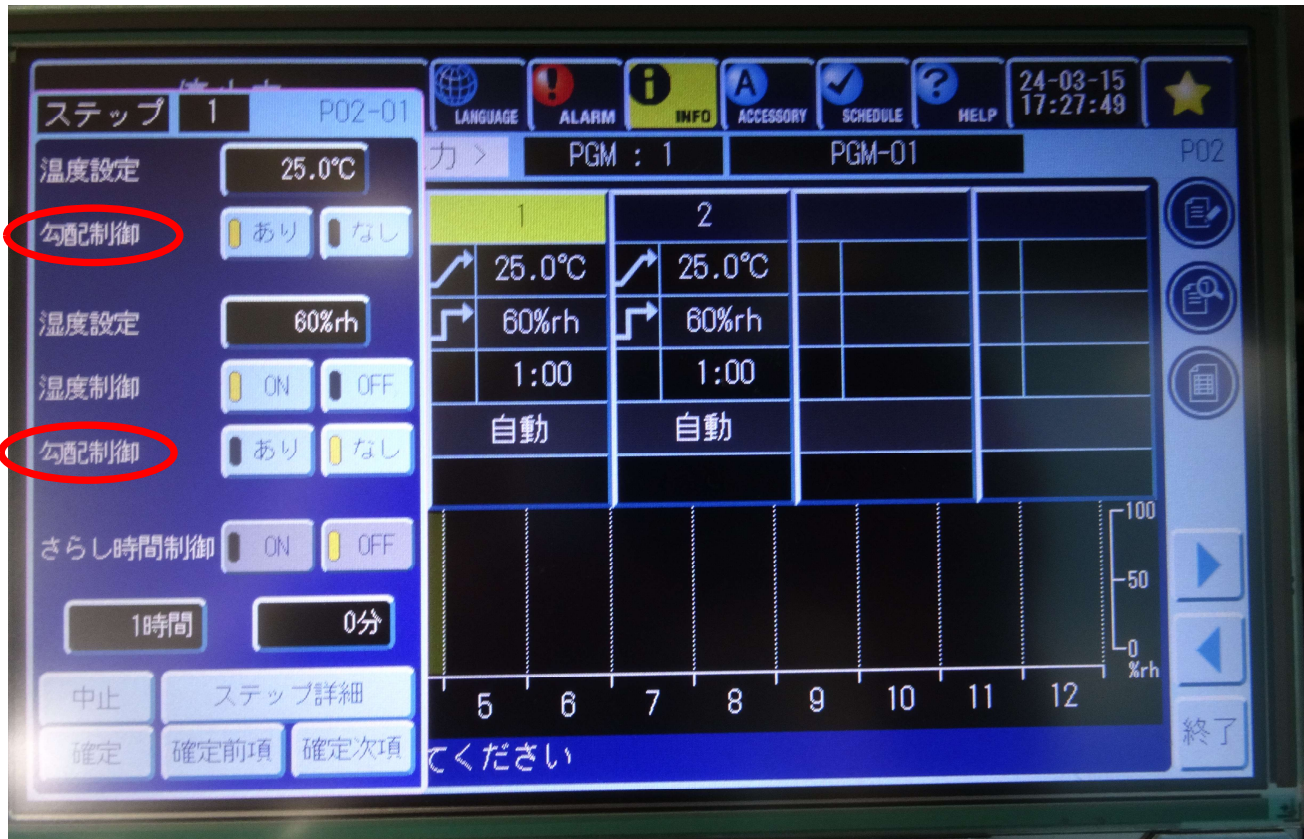 LANGUAGE ALARM INFO ACCESSORY SCHEDULE HELP 24-03-15
17:27:49
ステップ 1 P02-01
力 > PGM : 1 PGM-01 P02
温度設定 25.0℃
勾配制御 あり なし
湿度設定 60%rh
湿度制御 ON OFF
勾配制御 あり なし
さらし時間制御 ON OFF
1時間 0分
中止 ステップ詳細
確定 確定前項 確定次項
1 2
25.0℃ 25.0℃
60%rh 60%rh
1:00 1:00
自動 自動
100
50
0
%rh
5 6 7 8 9 10 11 12
てください
終了